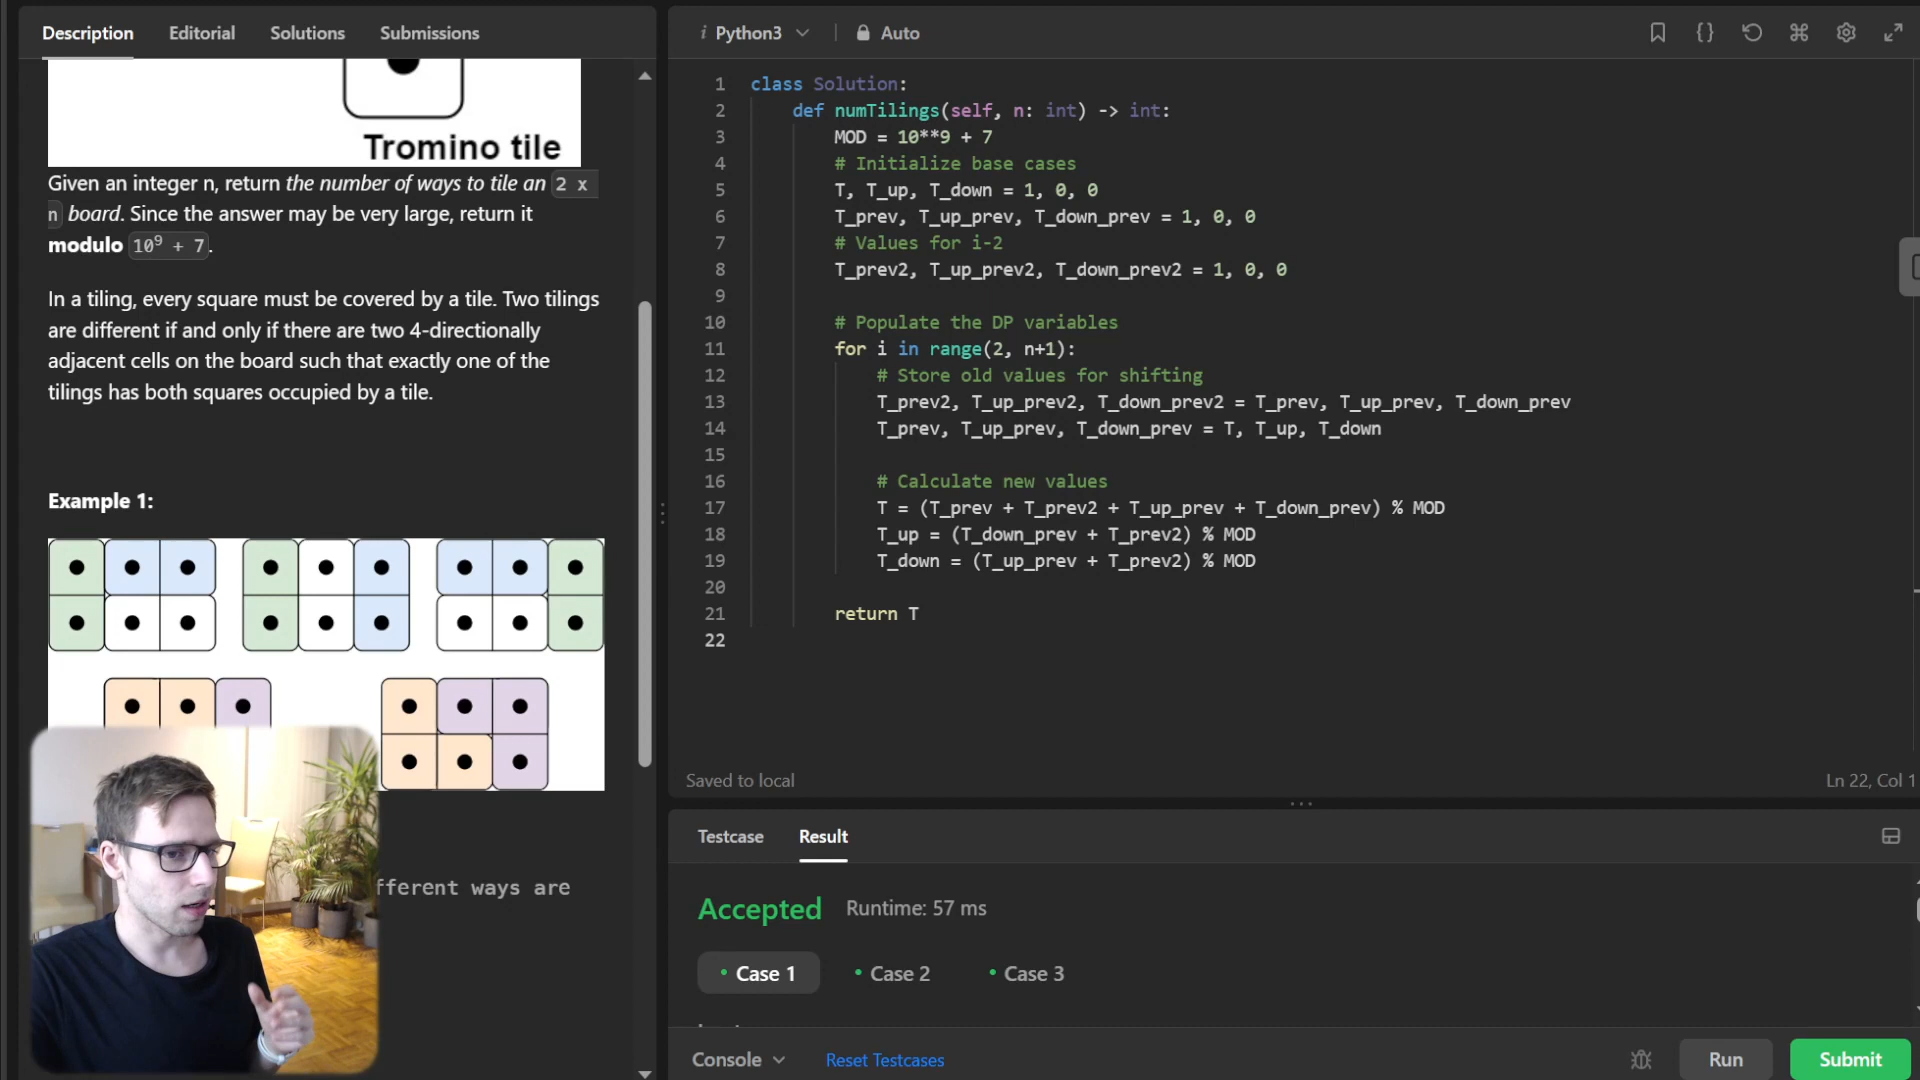 Description
Editorial
Solutions
Submissions
Tromino tile
Given an integer n, return the number of ways to tile an 2 x
n board. Since the answer may be very large, return it
modulo 10⁹ + 7.
In a tiling, every square must be covered by a tile. Two tilings
are different if and only if there are two 4-directionally
adjacent cells on the board such that exactly one of the
tilings has both squares occupied by a tile.
Example 1:
fferent ways are
i Python3
Auto
1 class Solution:
2 def numTilings(self, n: int) -> int:
3 MOD = 10**9 + 7
4 # Initialize base cases
5 T, T_up, T_down = 1, 0, 0
6 T_prev, T_up_prev, T_down_prev = 1, 0, 0
7 # Values for i-2
8 T_prev2, T_up_prev2, T_down_prev2 = 1, 0, 0
9
10 # Populate the DP variables
11 for i in range(2, n+1):
12 # Store old values for shifting
13 T_prev2, T_up_prev2, T_down_prev2 = T_prev, T_up_prev, T_down_prev
14 T_prev, T_up_prev, T_down_prev = T, T_up, T_down
15
16 # Calculate new values
17 T = (T_prev + T_prev2 + T_up_prev + T_down_prev) % MOD
18 T_up = (T_down_prev + T_prev2) % MOD
19 T_down = (T_up_prev + T_prev2) % MOD
20
21 return T
22
Saved to local
Ln 22, Col 1
Testcase
Result
Accepted Runtime: 57 ms
Case 1
Case 2
Case 3
Console
Reset Testcases
Run
Submit